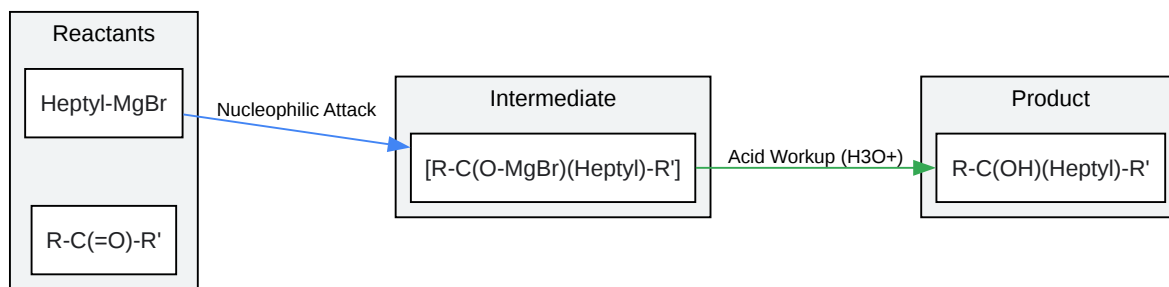 Reactants
Heptyl-MgBr
R-C(=O)-R'
Nucleophilic Attack
Intermediate
[R-C(O-MgBr)(Heptyl)-R']
Acid Workup (H3O+)
Product
R-C(OH)(Heptyl)-R'